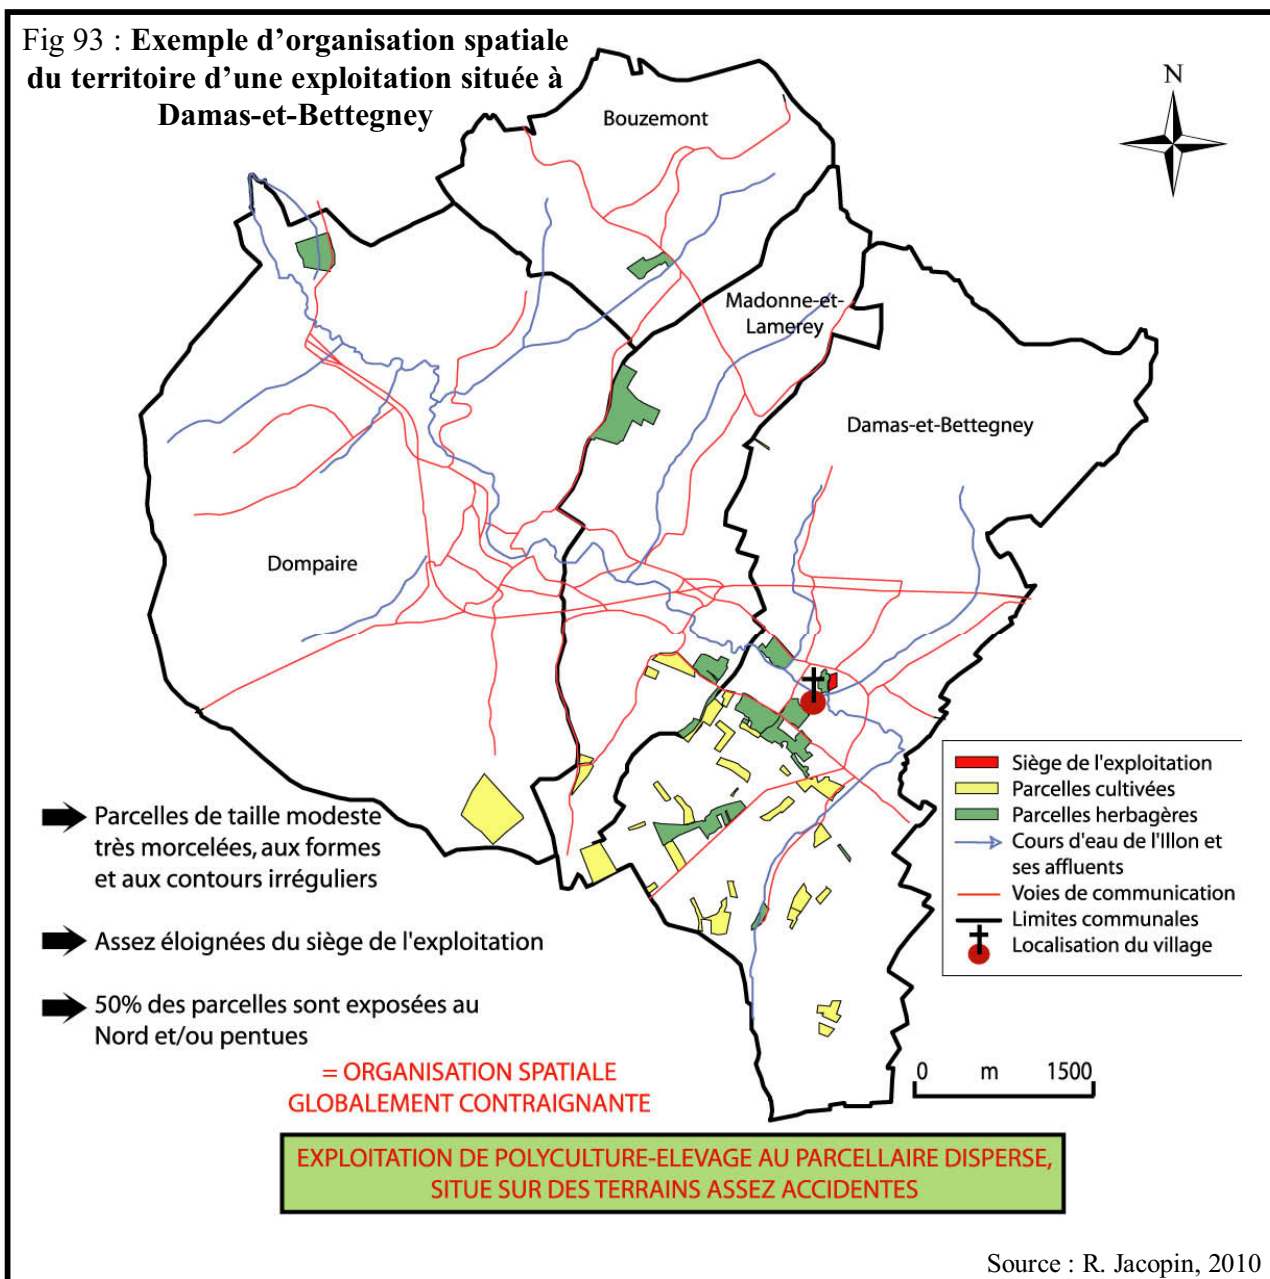 Fig 93 : Exemple d’organisation spatiale
du territoire d’une exploitation située à
Damas-et-Bettegney
N
Bouzemont
Madonne-et-
Lamerey
Damas-et-Bettegney
Dompaire
Siège de l'exploitation
Parcelles cultivées
Parcelles herbagères
Cours d'eau de l'Illon et
ses affluents
Voies de communication
Limites communales
Localisation du village
Parcelles de taille modeste
très morcelées, aux formes
et aux contours irréguliers
Assez éloignées du siège de l'exploitation
50% des parcelles sont exposées au
Nord et/ou pentues
0 m 1500
= ORGANISATION SPATIALE
GLOBALEMENT CONTRAIGNANTE
EXPLOITATION DE POLYCULTURE-ELEVAGE AU PARCELLAIRE DISPERSE,
SITUE SUR DES TERRAINS ASSEZ ACCIDENTES
Source : R. Jacopin, 2010